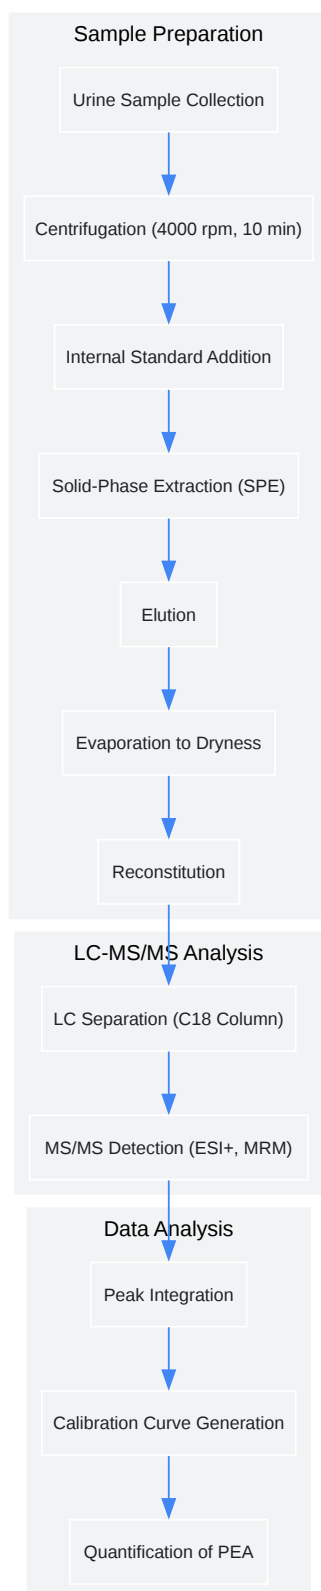 Sample Preparation
Urine Sample Collection
Centrifugation (4000 rpm, 10 min)
Internal Standard Addition
Solid-Phase Extraction (SPE)
Elution
Evaporation to Dryness
Reconstitution
LC-MS/MS Analysis
LC Separation (C18 Column)
MS/MS Detection (ESI+, MRM)
Data Analysis
Peak Integration
Calibration Curve Generation
Quantification of PEA